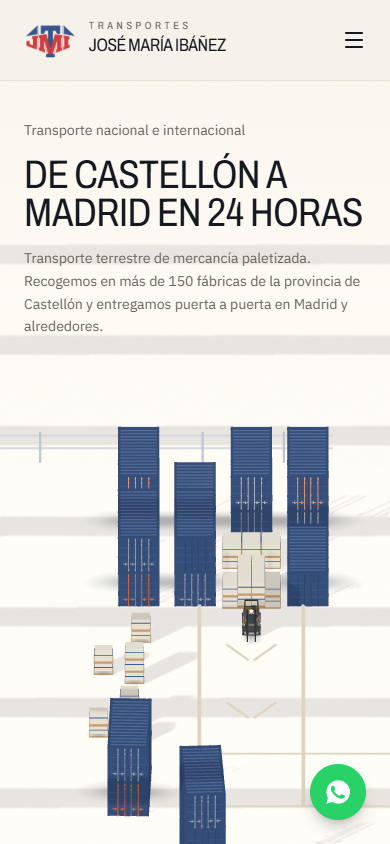 JMI
TRANSPORTES
JOSÉ MARÍA IBÁÑEZ
Transporte nacional e internacional
DE CASTELLÓN A
MADRID EN 24 HORAS
Transporte terrestre de mercancía paletizada.
Recogemos en más de 150 fábricas de la provincia de
Castellón y entregamos puerta a puerta en Madrid y
alrededores.